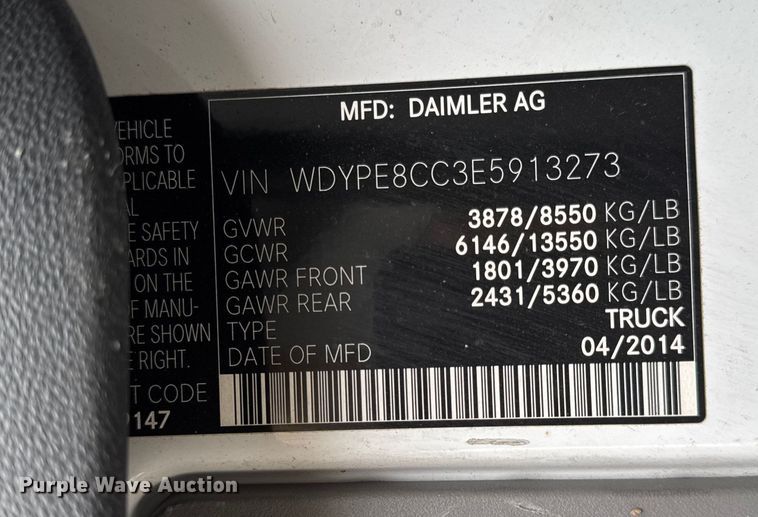 MFD: DAIMLER AG
VEHICLE
ORMS TO
PLICABLE
AL
E SAFETY
ARDS IN
ON THE
OF MANU-
RE SHOWN
E RIGHT.
T CODE
9147
VIN WDYPE8CC3E5913273
GVWR 3878/8550 KG/LB
GCWR 6146/13550 KG/LB
GAWR FRONT 1801/3970 KG/LB
GAWR REAR 2431/5360 KG/LB
TYPE TRUCK
DATE OF MFD 04/2014
Purple Wave Auction